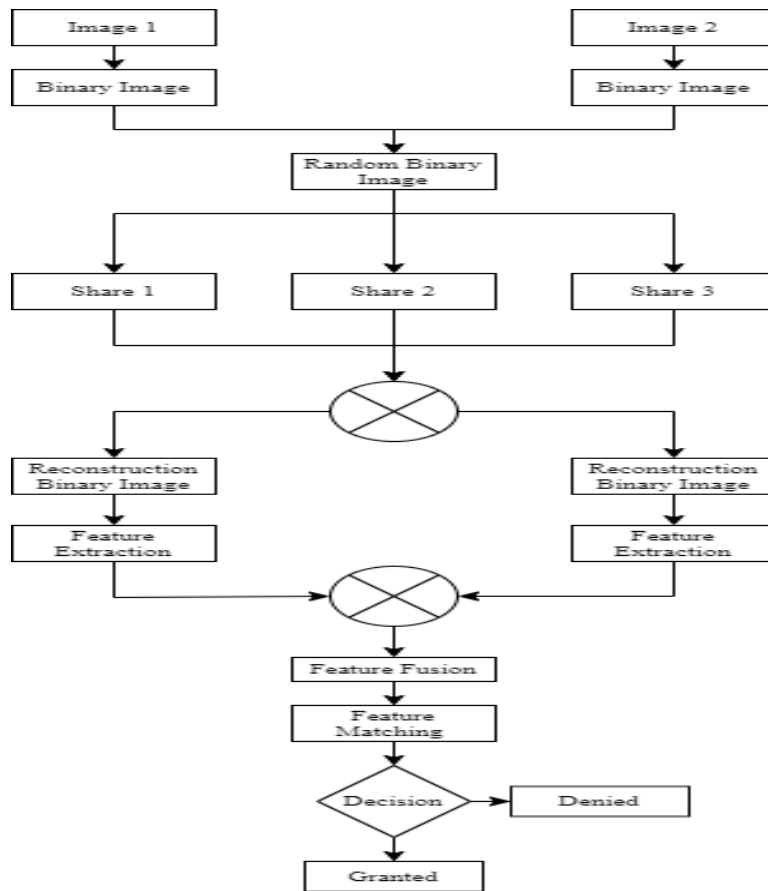 Image 1
Image 2
Binary Image
Binary Image
Random Binary
Image
Share 1
Share 2
Share 3
Reconstruction
Binary Image
Reconstruction
Binary Image
Feature
Extraction
Feature
Extraction
Feature Fusion
Feature
Matching
Decision
Denied
Granted